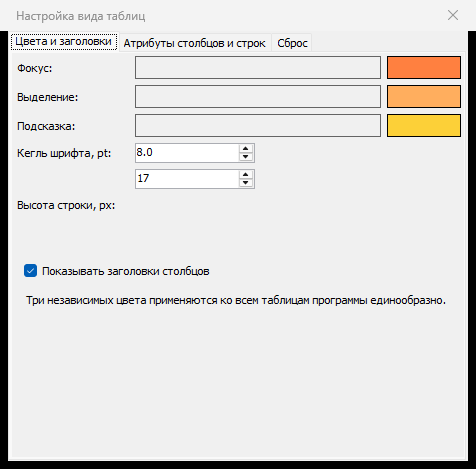 Настройка вида таблиц
Цвета и заголовки Атрибуты столбцов и строк Сброс
Фокус:
Выделение:
Подсказка:
Кегль шрифта, pt: 8.0
17
Высота строки, px:
Показывать заголовки столбцов
Три независимых цвета применяются ко всем таблицам программы единообразно.